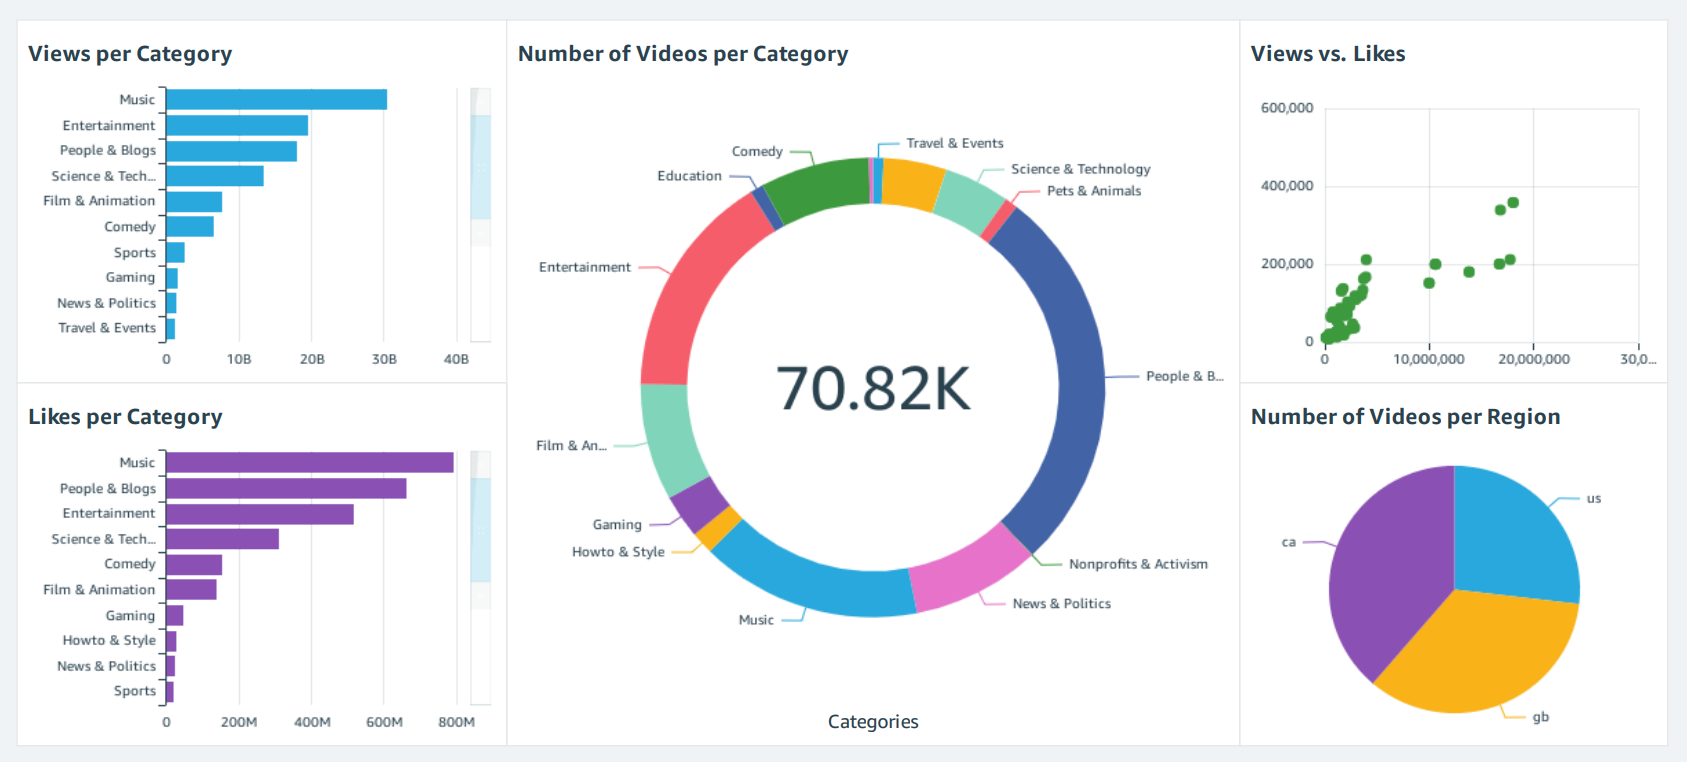 Views per Category
Music
Entertainment
People & Blogs
Science & Tech...
Film & Animation
Comedy
Sports
Gaming
News & Politics
Travel & Events
0 10B 20B 30B 40B
Likes per Category
Music
People & Blogs
Entertainment
Science & Tech...
Comedy
Film & Animation
Gaming
Howto & Style
News & Politics
Sports
0 200M 400M 600M 800M
Number of Videos per Category
Travel & Events
Comedy
Science & Technology
Education
Pets & Animals
Entertainment
People & B...
70.82K
Film & An...
Gaming
Howto & Style
Nonprofits & Activism
News & Politics
Music
Categories
Views vs. Likes
600,000
400,000
200,000
0
0 10,000,000 20,000,000 30,0...
Number of Videos per Region
us
ca
gb